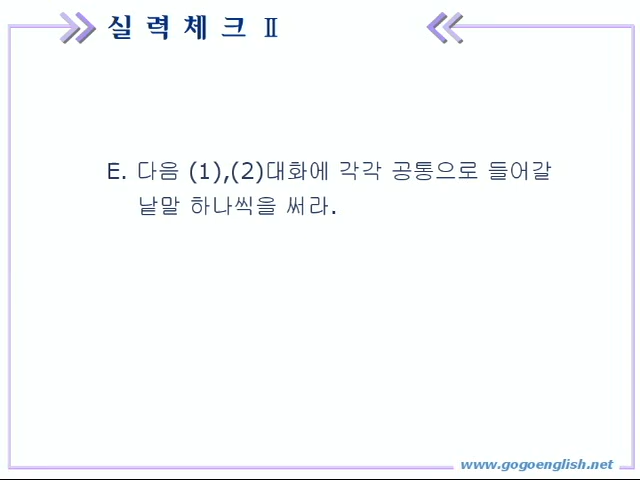 실 력 체 크 Ⅱ
E. 다음 (1),(2)대화에 각각 공통으로 들어갈
낱말 하나씩을 써라.
www.gogoenglish.net